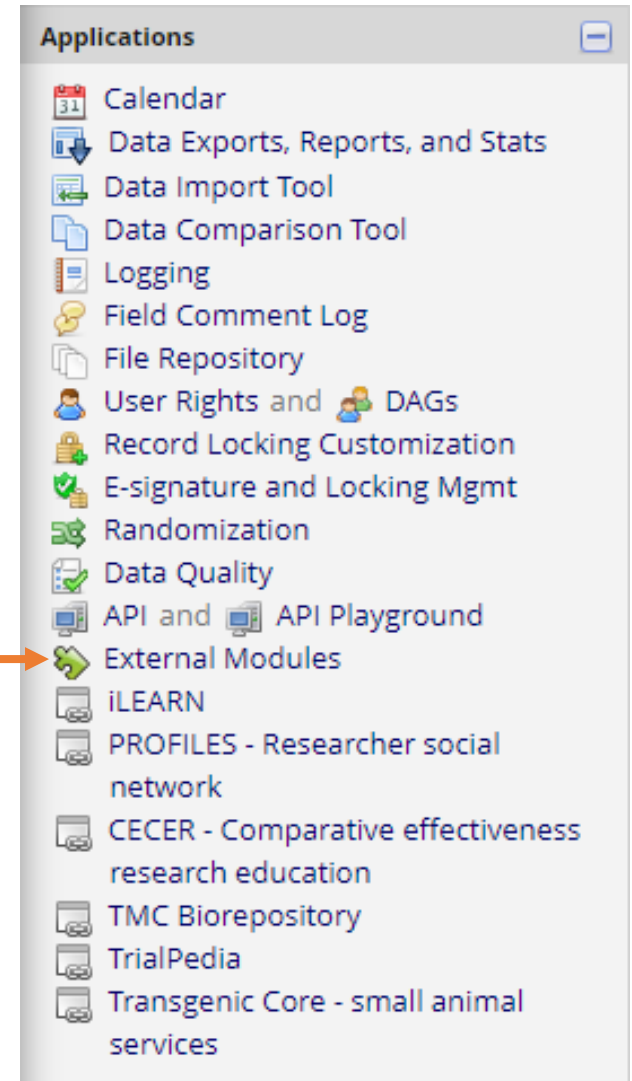 Applications
31 Calendar
Data Exports, Reports, and Stats
Data Import Tool
Data Comparison Tool
Logging
Field Comment Log
File Repository
User Rights and DAGs
Record Locking Customization
E-signature and Locking Mgmt
Randomization
Data Quality
API and API Playground
External Modules
iLEARN
PROFILES - Researcher social
network
CECER - Comparative effectiveness
research education
TMC Biorepository
TrialPedia
Transgenic Core - small animal
services